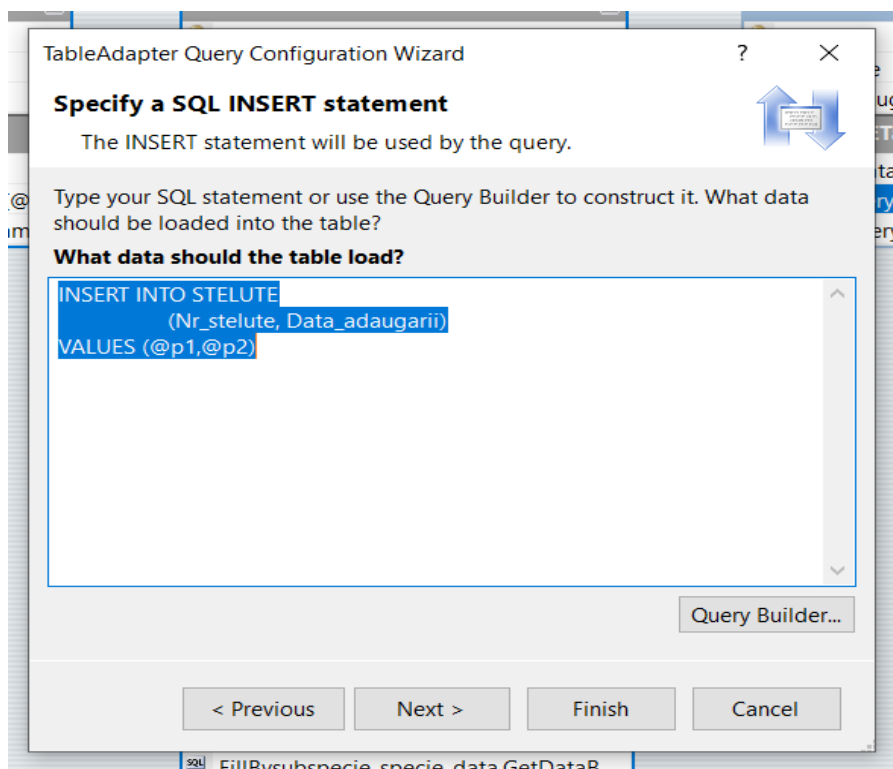 TableAdapter Query Configuration Wizard
?
Specify a SQL INSERT statement
The INSERT statement will be used by the query.
Type your SQL statement or use the Query Builder to construct it. What data
should be loaded into the table?
What data should the table load?
INSERT INTO STELUTE
(Nr_stelute, Data_adaugarii)
VALUES (@p1,@p2)
Query Builder...
< Previous
Next >
Finish
Cancel
FillBysubspecie_specie_data,GetDataB...